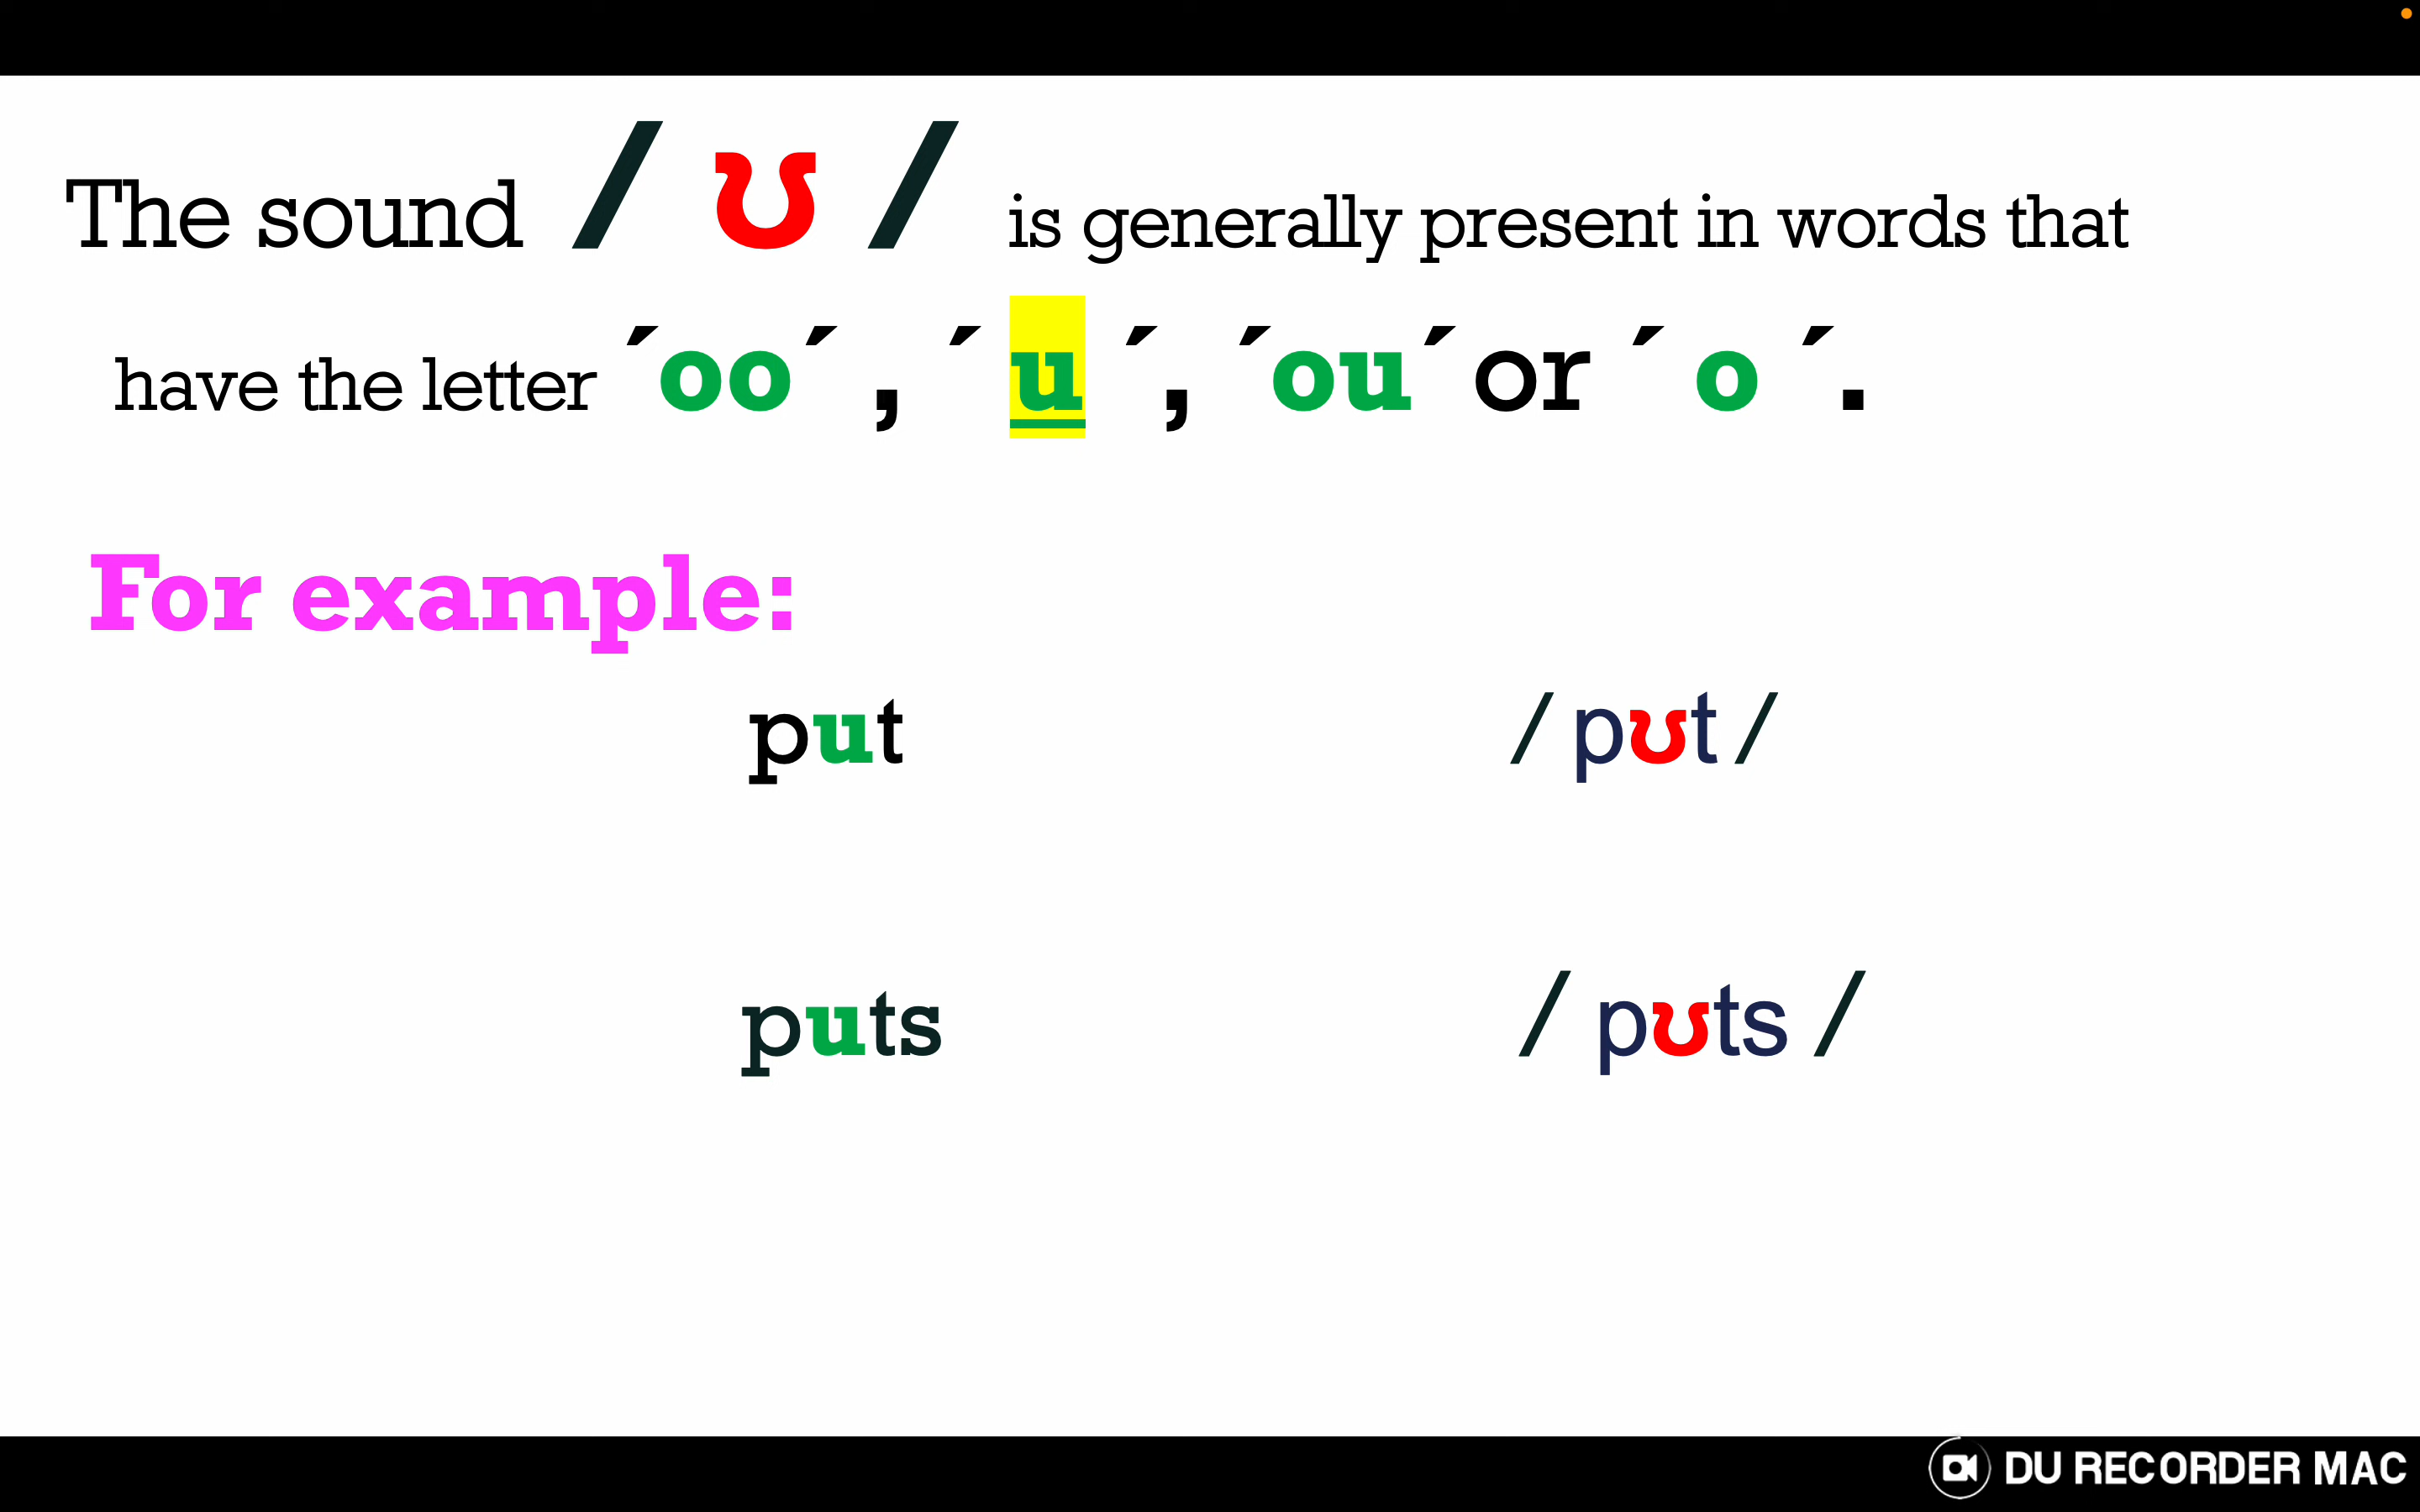 The sound / ʊ / is generally present in words that
have the letter ´oo´, ´ u ´, ´ou´ or ´ o ´.
For example:
put / pʊt /
puts / pʊts /
DU RECORDER MAC